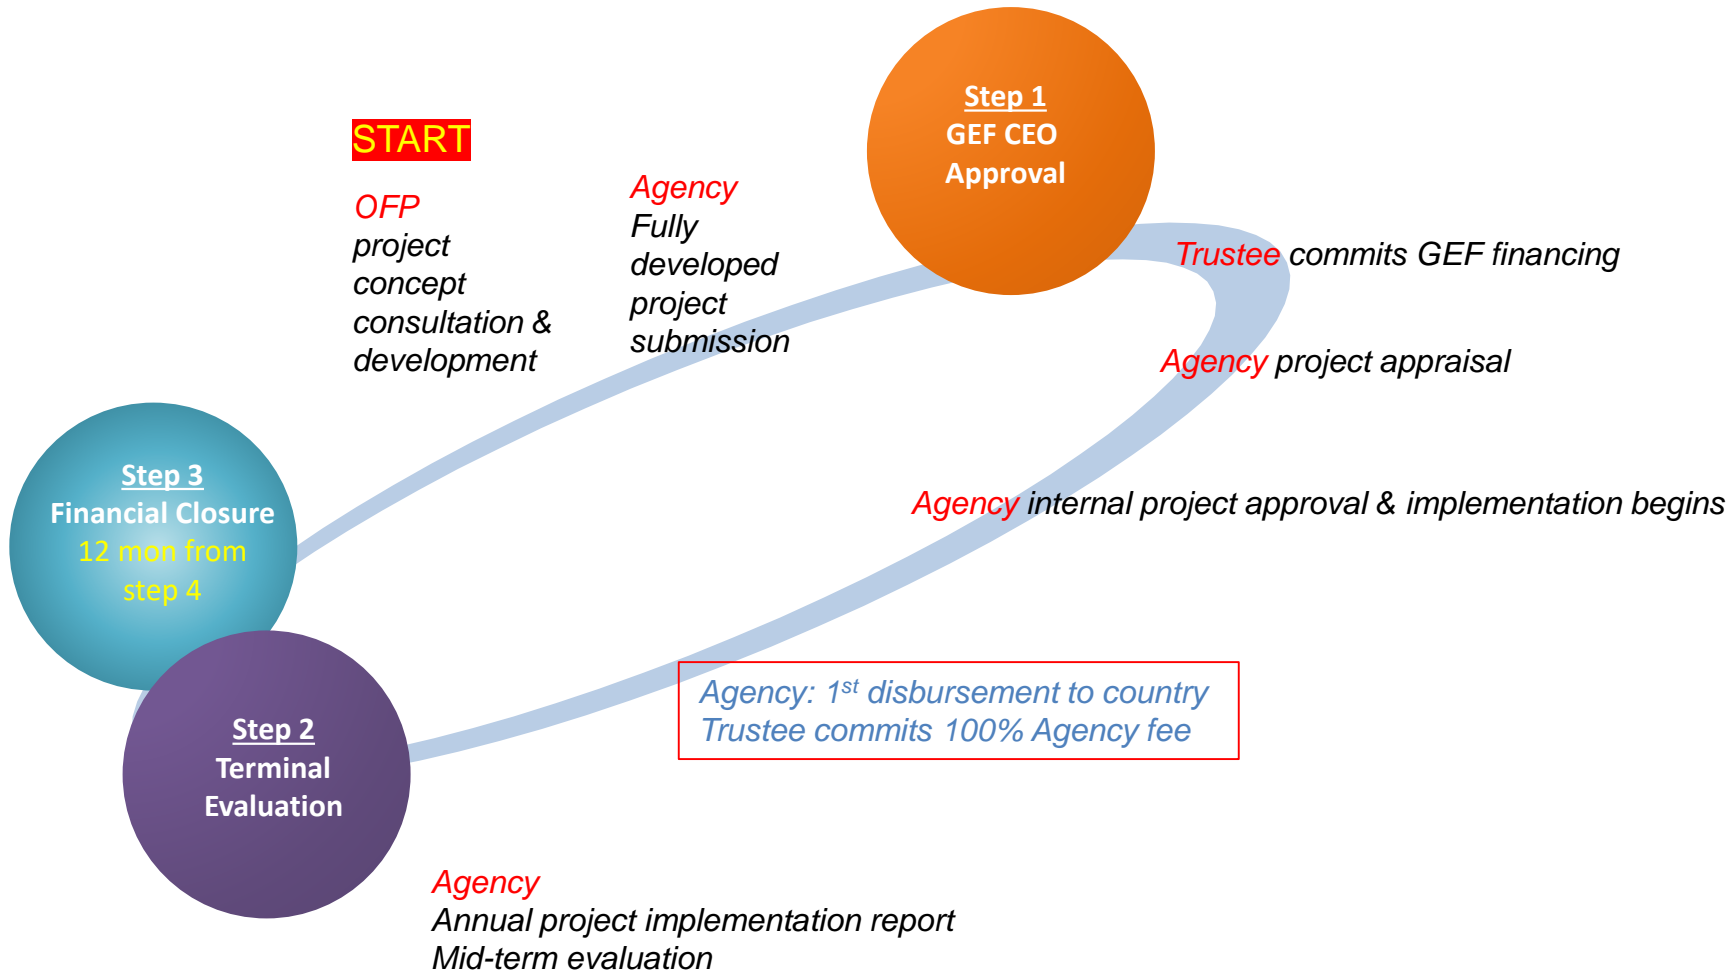 START
OFP
project
concept
consultation &
development
Agency
Fully
developed
project
submission
Step 1
GEF CEO
Approval
Trustee commits GEF financing
Agency project appraisal
Agency internal project approval & implementation begins
Agency: 1st disbursement to country
Trustee commits 100% Agency fee
Agency
Annual project implementation report
Mid-term evaluation
Step 2
Terminal
Evaluation
Step 3
Financial Closure
12 mon from
step 4